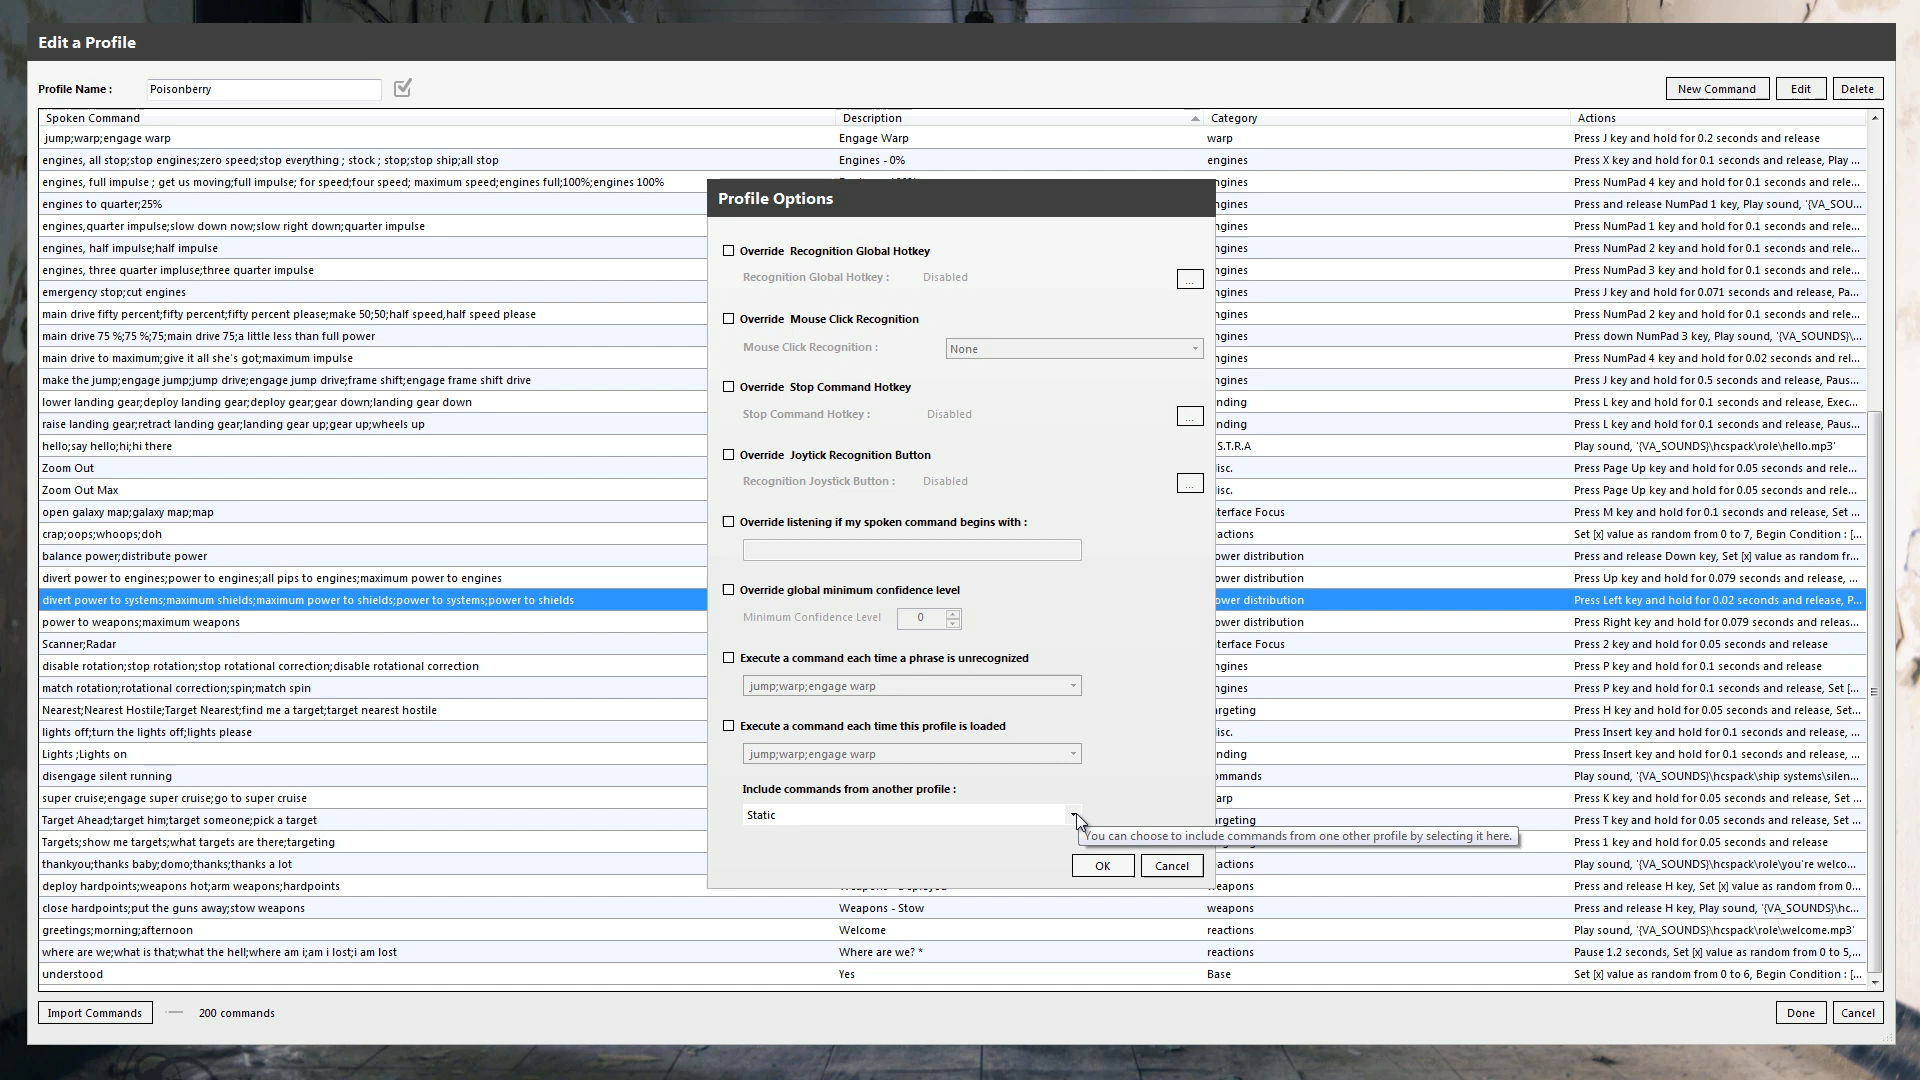 Edit a Profile
Profile Name :
Poisonberry
New Command
Edit
Delete
Spoken Command
Description
Category
Actions
jump;warp;engage warp
Engage Warp
warp
Press J key and hold for 0.2 seconds and release
engines, all stop;stop engines;zero speed;stop everything ; stock ; stop;stop ship;all stop
Engines - 0%
engines
Press X key and hold for 0.1 seconds and release, Play ...
engines, full impulse ; get us moving;full impulse; for speed;four speed; maximum speed;engines full;100%;engines 100%
ngines
Press NumPad 4 key and hold for 0.1 seconds and rele...
engines to quarter;25%
ngines
Press and release NumPad 1 key, Play sound, '{VA_SOU...
engines,quarter impulse;slow down now;slow right down;quarter impulse
ngines
Press NumPad 1 key and hold for 0.1 seconds and rele...
engines, half impulse;half impulse
ngines
Press NumPad 2 key and hold for 0.1 seconds and rele...
engines, three quarter impluse;three quarter impulse
ngines
Press NumPad 3 key and hold for 0.1 seconds and rele...
emergency stop;cut engines
ngines
Press J key and hold for 0.071 seconds and release, Pa...
main drive fifty percent;fifty percent;fifty percent please;make 50;50;half speed,half speed please
ngines
Press NumPad 2 key and hold for 0.1 seconds and rele...
main drive 75 %;75 %;75;main drive 75;a little less than full power
ngines
Press down NumPad 3 key, Play sound, '{VA_SOUNDS}\...
main drive to maximum;give it all she's got;maximum impulse
ngines
Press NumPad 4 key and hold for 0.02 seconds and rel...
make the jump;engage jump;jump drive;engage jump drive;frame shift;engage frame shift drive
ngines
Press J key and hold for 0.5 seconds and release, Paus...
lower landing gear;deploy landing gear;deploy gear;gear down;landing gear down
nding
Press L key and hold for 0.1 seconds and release, Exec...
raise landing gear;retract landing gear;landing gear up;gear up;wheels up
nding
Press L key and hold for 0.1 seconds and release, Paus...
hello;say hello;hi;hi there
.S.T.R.A
Play sound, '{VA_SOUNDS}\hcspack\role\hello.mp3'
Zoom Out
isc.
Press Page Up key and hold for 0.05 seconds and rele...
Zoom Out Max
isc.
Press Page Up key and hold for 0.05 seconds and rele...
open galaxy map;galaxy map;map
nterface Focus
Press M key and hold for 0.1 seconds and release, Set ...
crap;oops;whoops;doh
eactions
Set [x] value as random from 0 to 7, Begin Condition : [...
balance power;distribute power
ower distribution
Press and release Down key, Set [x] value as random fr...
divert power to engines;power to engines;all pips to engines;maximum power to engines
ower distribution
Press Up key and hold for 0.079 seconds and release, ...
divert power to systems;maximum shields;maximum power to shields;power to systems;power to shields
ower distribution
Press Left key and hold for 0.02 seconds and release, P...
power to weapons;maximum weapons
ower distribution
Press Right key and hold for 0.079 seconds and releas...
Scanner;Radar
nterface Focus
Press 2 key and hold for 0.05 seconds and release
disable rotation;stop rotation;stop rotational correction;disable rotational correction
ngines
Press P key and hold for 0.1 seconds and release
match rotation;rotational correction;spin;match spin
ngines
Press P key and hold for 0.1 seconds and release, Set [...
Nearest;Nearest Hostile;Target Nearest;find me a target;target nearest hostile
argeting
Press H key and hold for 0.05 seconds and release, Set...
lights off;turn the lights off;lights please
isc.
Press Insert key and hold for 0.1 seconds and release, ...
Lights ;Lights on
nding
Press Insert key and hold for 0.1 seconds and release, ...
disengage silent running
ommands
Play sound, '{VA_SOUNDS}\hcspack\ship systems\silen...
super cruise;engage super cruise;go to super cruise
arp
Press K key and hold for 0.05 seconds and release, Set ...
Target Ahead;target him;target someone;pick a target
argeting
Press T key and hold for 0.05 seconds and release, Set ...
Targets;show me targets;what targets are there;targeting
Press 1 key and hold for 0.05 seconds and release
thankyou;thanks baby;domo;thanks;thanks a lot
actions
Play sound, '{VA_SOUNDS}\hcspack\role\you're welco...
deploy hardpoints;weapons hot;arm weapons;hardpoints
eapons
Press and release H key, Set [x] value as random from 0...
close hardpoints;put the guns away;stow weapons
Weapons - Stow
weapons
Press and release H key, Play sound, '{VA_SOUNDS}\hc...
greetings;morning;afternoon
Welcome
reactions
Play sound, '{VA_SOUNDS}\hcspack\role\welcome.mp3'
where are we;what is that;what the hell;where am i;am i lost;i am lost
Where are we? *
reactions
Pause 1.2 seconds, Set [x] value as random from 0 to 5,...
understood
Yes
Base
Set [x] value as random from 0 to 6, Begin Condition : [...
Profile Options
Override Recognition Global Hotkey
Recognition Global Hotkey :
Disabled
...
Override Mouse Click Recognition
Mouse Click Recognition :
None
Override Stop Command Hotkey
Stop Command Hotkey :
Disabled
...
Override Joytick Recognition Button
Recognition Joystick Button :
Disabled
...
Override listening if my spoken command begins with :
Override global minimum confidence level
Minimum Confidence Level
0
Execute a command each time a phrase is unrecognized
jump;warp;engage warp
Execute a command each time this profile is loaded
jump;warp;engage warp
Include commands from another profile :
Static
You can choose to include commands from one other profile by selecting it here.
OK
Cancel
Import Commands
200 commands
Done
Cancel